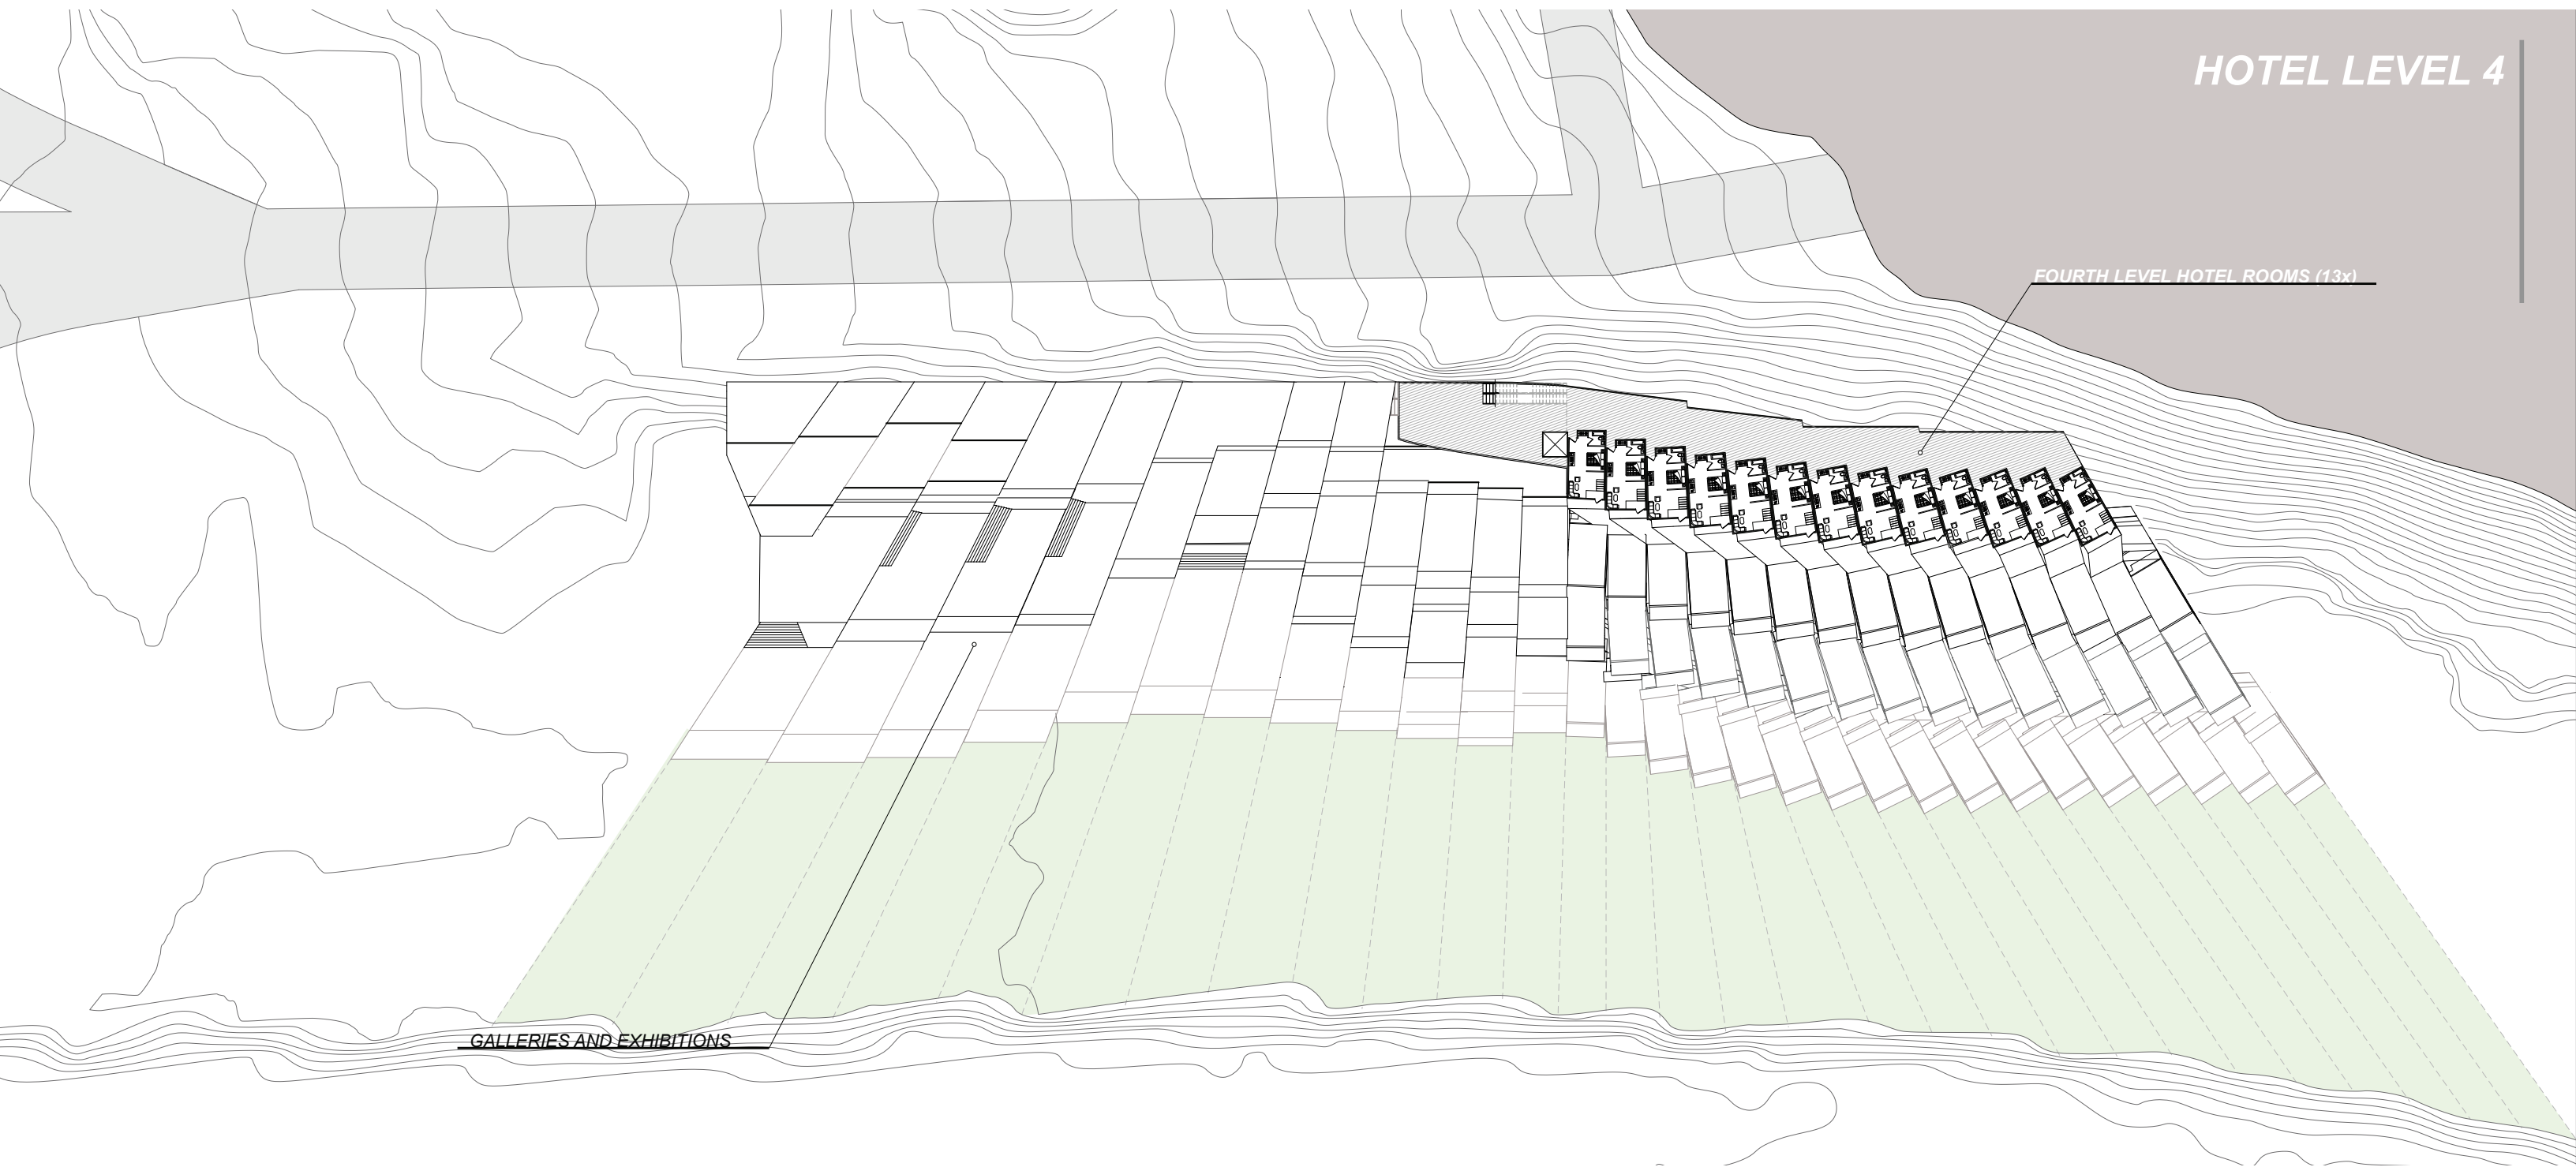 HOTEL LEVEL 4
FOURTH LEVEL HOTEL ROOMS (13x)
GALLERIES AND EXHIBITIONS